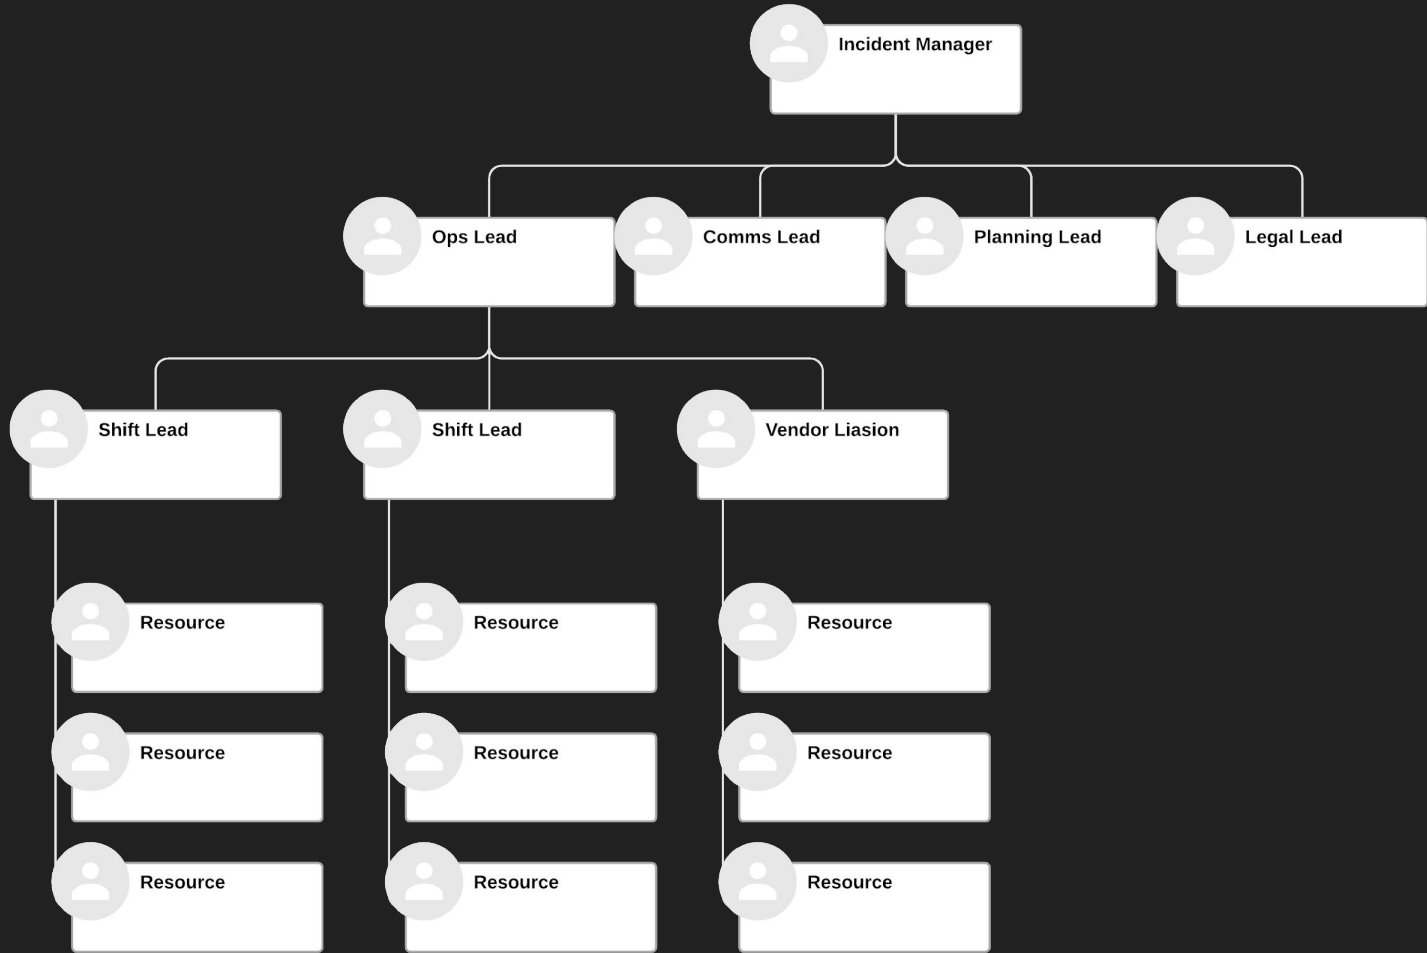 Incident Manager
Ops Lead
Comms Lead
Planning Lead
Legal Lead
Shift Lead
Shift Lead
Vendor Liasion
Resource
Resource
Resource
Resource
Resource
Resource
Resource
Resource
Resource